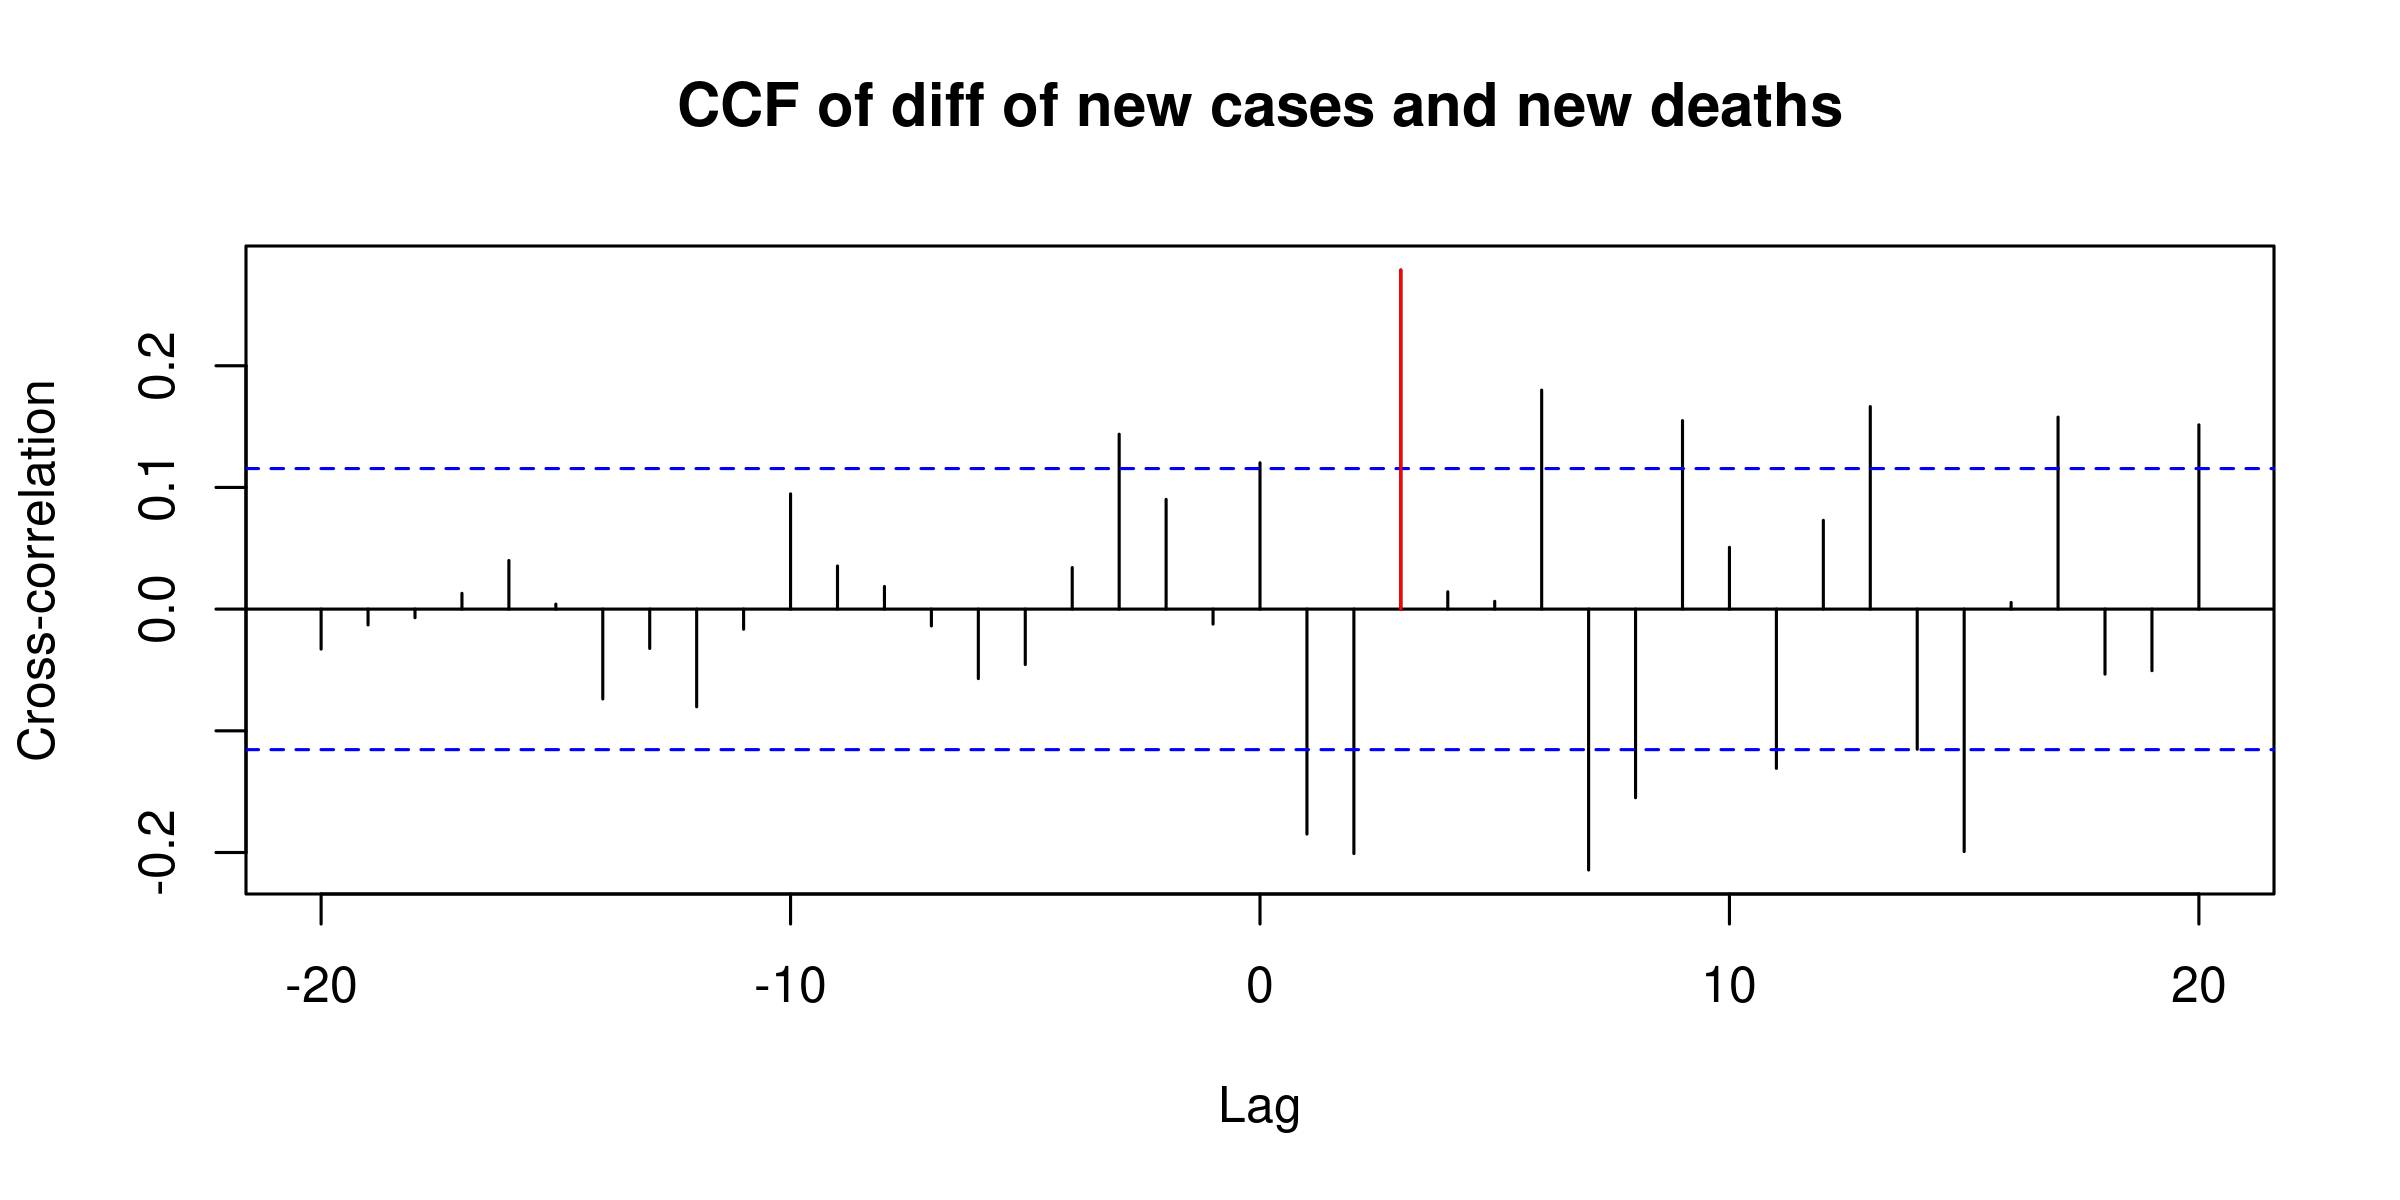 CCF of diff of new cases and new deaths
Cross-correlation
0.2
0.1
0.0
-0.2
-20 -10 0 10 20
Lag